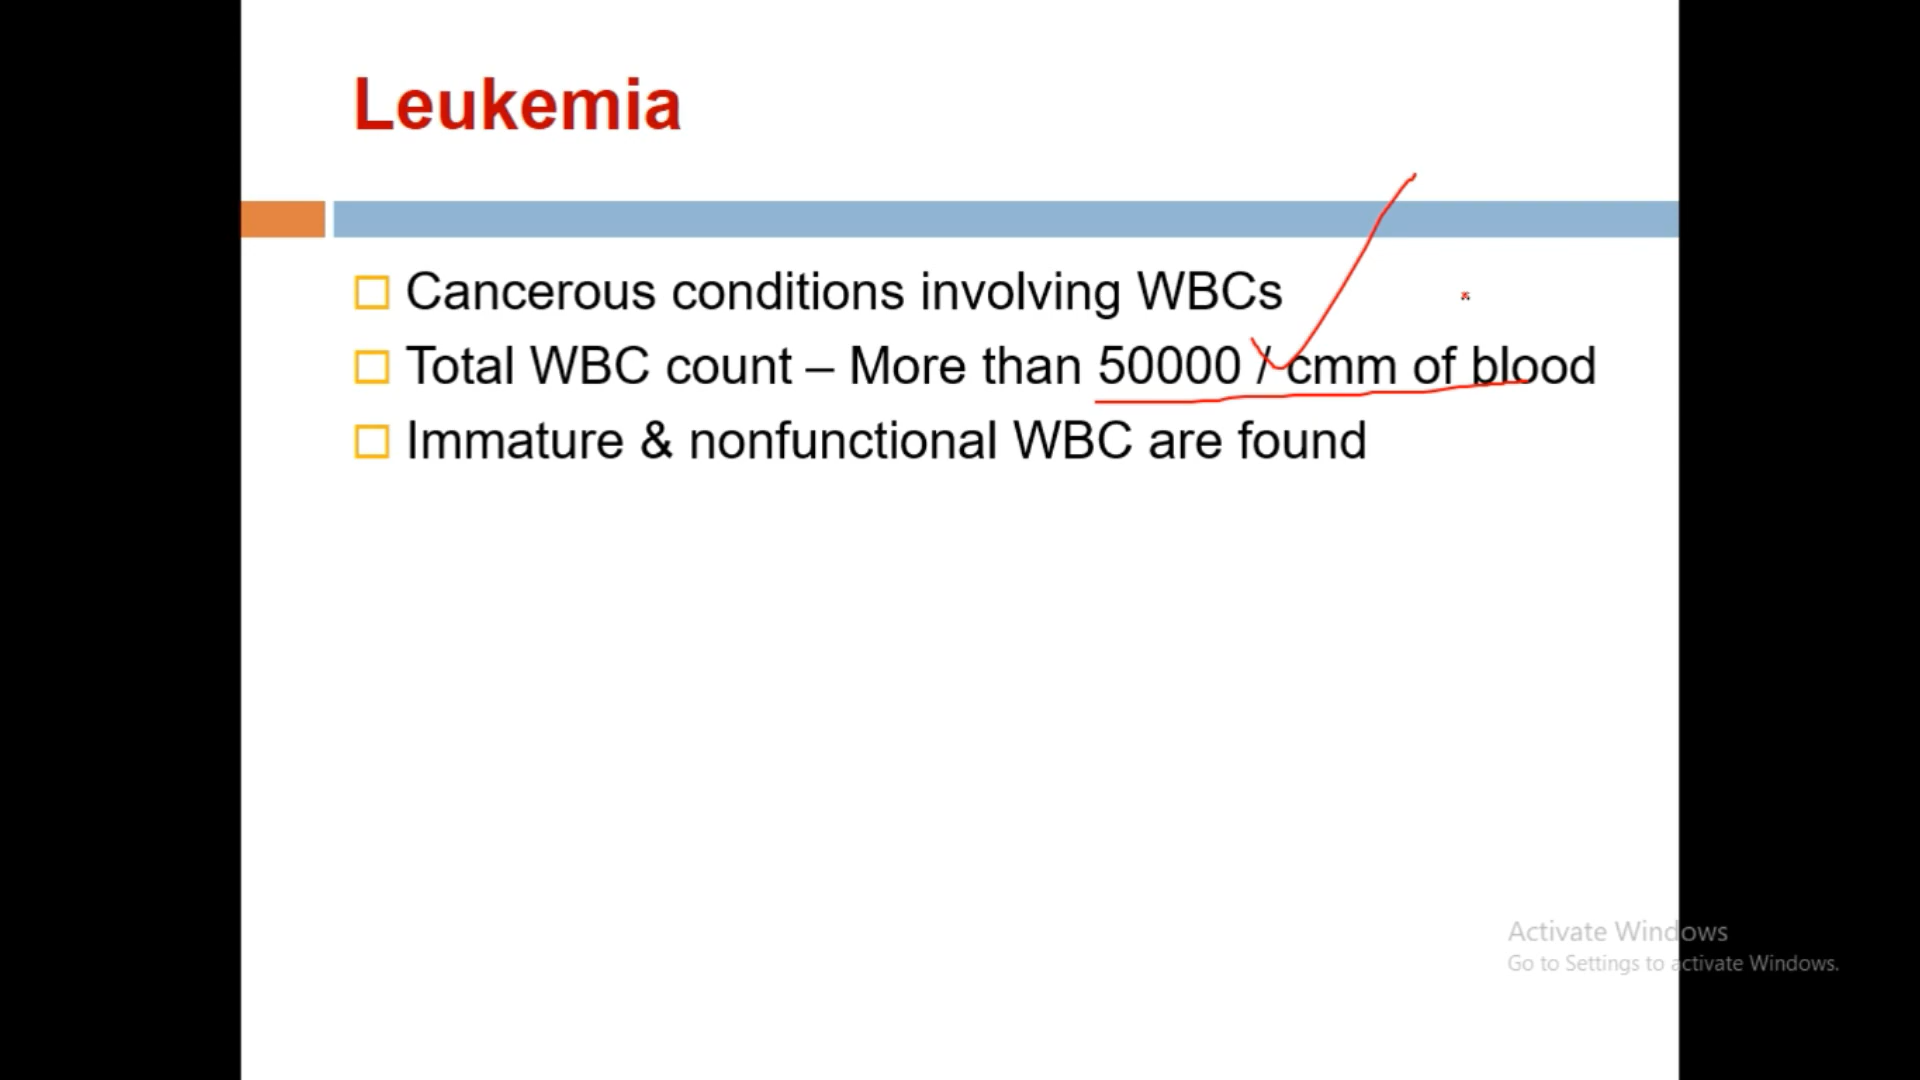 Leukemia
Cancerous conditions involving WBCs
Total WBC count – More than 50000 / cmm of blood
Immature & nonfunctional WBC are found
Activate Windows
Go to Settings to activate Windows.